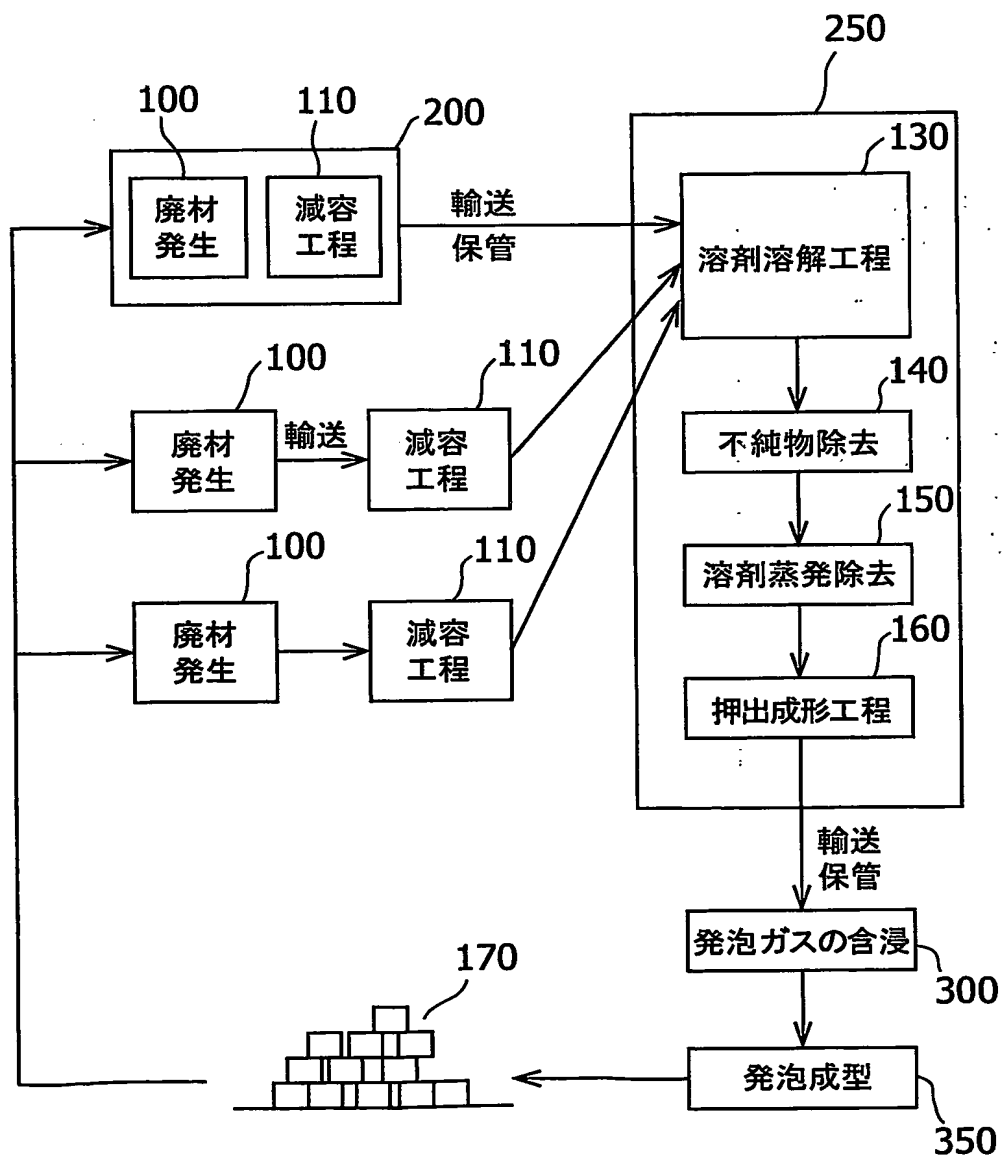 250
100
110
200
130
廃材
発生
減容
工程
輸送
保管
溶剤溶解工程
100
110
140
廃材
発生
輸送
減容
工程
不純物除去
150
100
110
溶剤蒸発除去
廃材
発生
減容
工程
160
押出成形工程
輸送
保管
発泡ガスの含浸
300
170
発泡成型
350